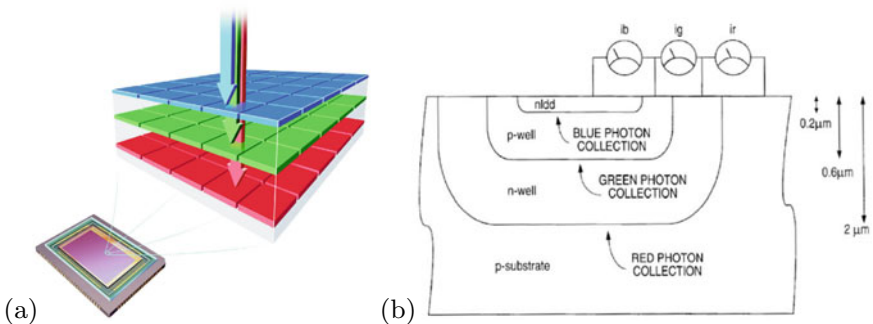 (a)
(b)
ib ig ir
nldd
p-well
BLUE PHOTON
COLLECTION
GREEN PHOTON
COLLECTION
n-well
RED PHOTON
COLLECTION
p-substrate
0.2µm
0.6µm
2 µm